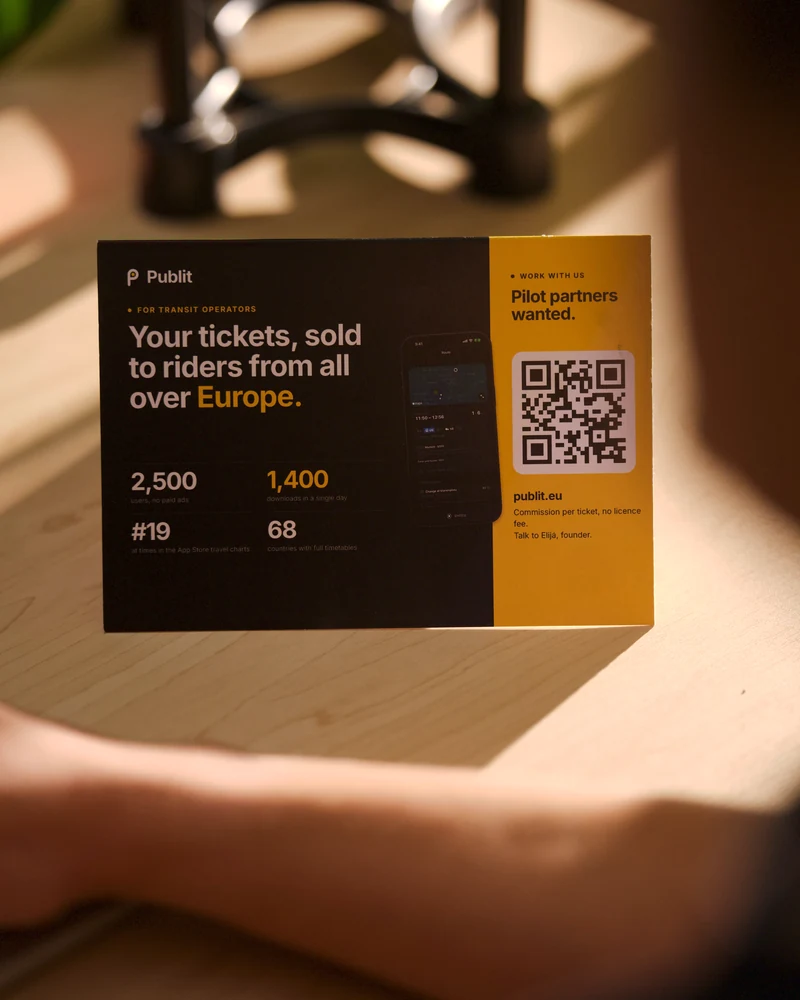 Publit
• FOR TRANSIT OPERATORS
Your tickets, sold
to riders from all
over Europe.
2,500
users, no paid ads
1,400
downloads in a single day
#19
at times in the App Store travel charts
68
countries with full timetables
• WORK WITH US
Pilot partners
wanted.
publit.eu
Commission per ticket, no licence
fee.
Talk to Elija, founder.